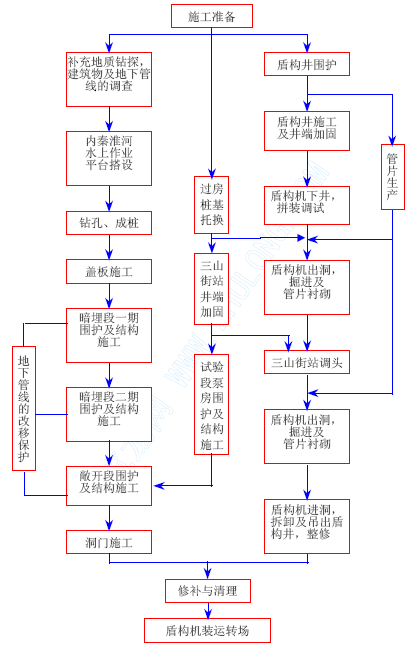 施工准备
补充地质钻探，
建筑物及地下管
线的调查
内秦淮河
水上作业
平台搭设
钻孔、成桩
盖板施工
暗埋段一期
围护及结构
施工
暗埋段二期
围护及结构
施工
敞开段围护
及结构施工
洞门施工
地下管线的改移保护
过房
桩基
托换
三山
街站
井端
加固
试验
段泵
房围
护及
结构
施工
盾构井围护
盾构井施工
及井端加固
盾构机下井，
拼装调试
盾构机出洞，
掘进及
管片衬砌
三山街站调头
盾构机出洞，
掘进及
管片衬砌
盾构机进洞，
拆卸及吊出盾
构井，整修
管片生产
修补与清理
盾构机装运转场